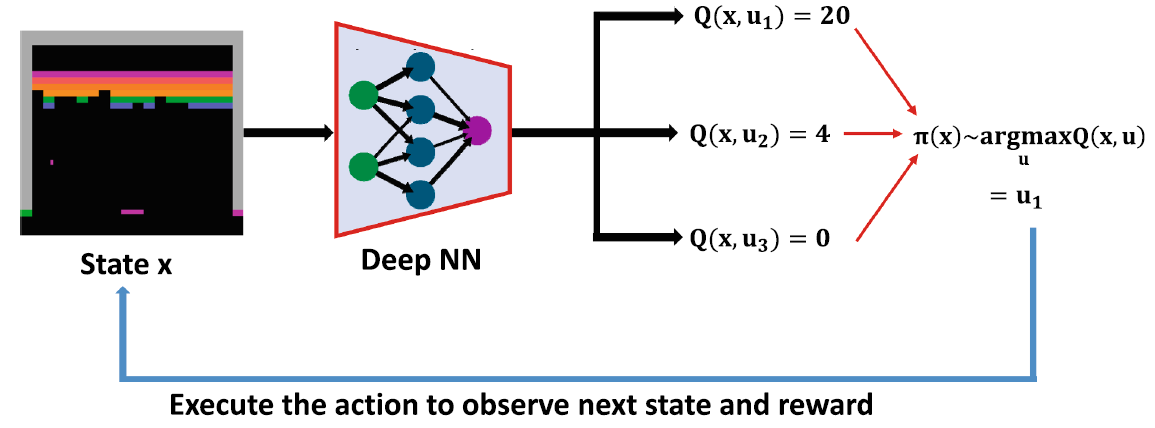 Q(x, u₁) = 20
Q(x, u₂) = 4
π(x)~argmaxQ(x, u)
u
= u₁
Q(x, u₃) = 0
State x
Deep NN
Execute the action to observe next state and reward